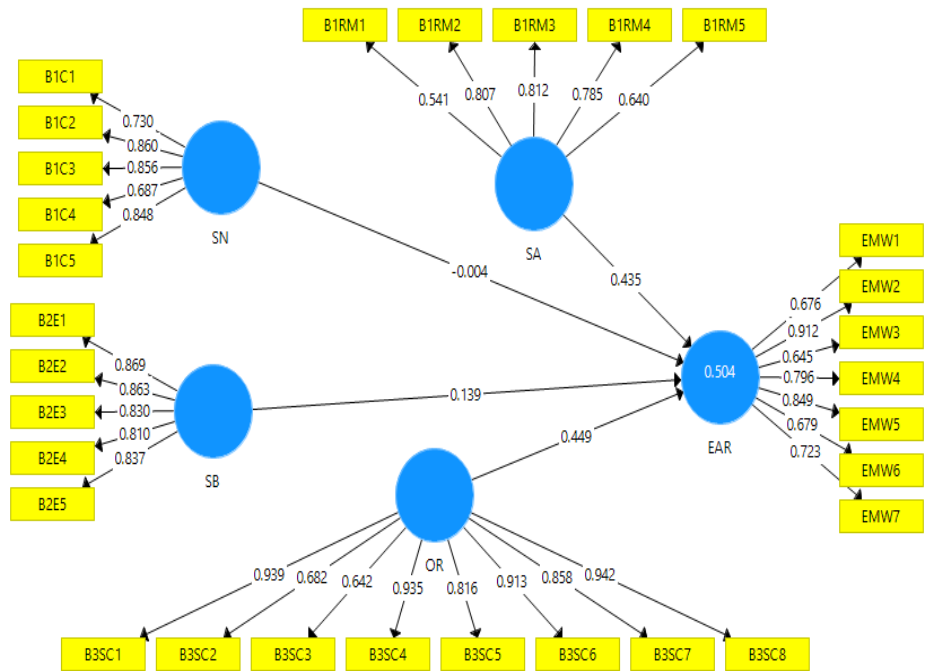 B1RM1 B1RM2 B1RM3 B1RM4 B1RM5
0.541 0.807 0.812 0.785 0.640
SA
B1C1
B1C2
B1C3
B1C4
B1C5
0.730
0.860
0.856
0.687
0.848
SN
-0.004
0.435
B2E1
B2E2
B2E3
B2E4
B2E5
0.869
0.863
0.830
0.810
0.837
SB
0.139
0.449
0.504
EAR
0.676
0.912
0.645
0.796
0.849
0.679
0.723
EMW1
EMW2
EMW3
EMW4
EMW5
EMW6
EMW7
OR
0.939 0.682 0.642 0.935 0.816 0.913 0.858 0.942
B3SC1 B3SC2 B3SC3 B3SC4 B3SC5 B3SC6 B3SC7 B3SC8